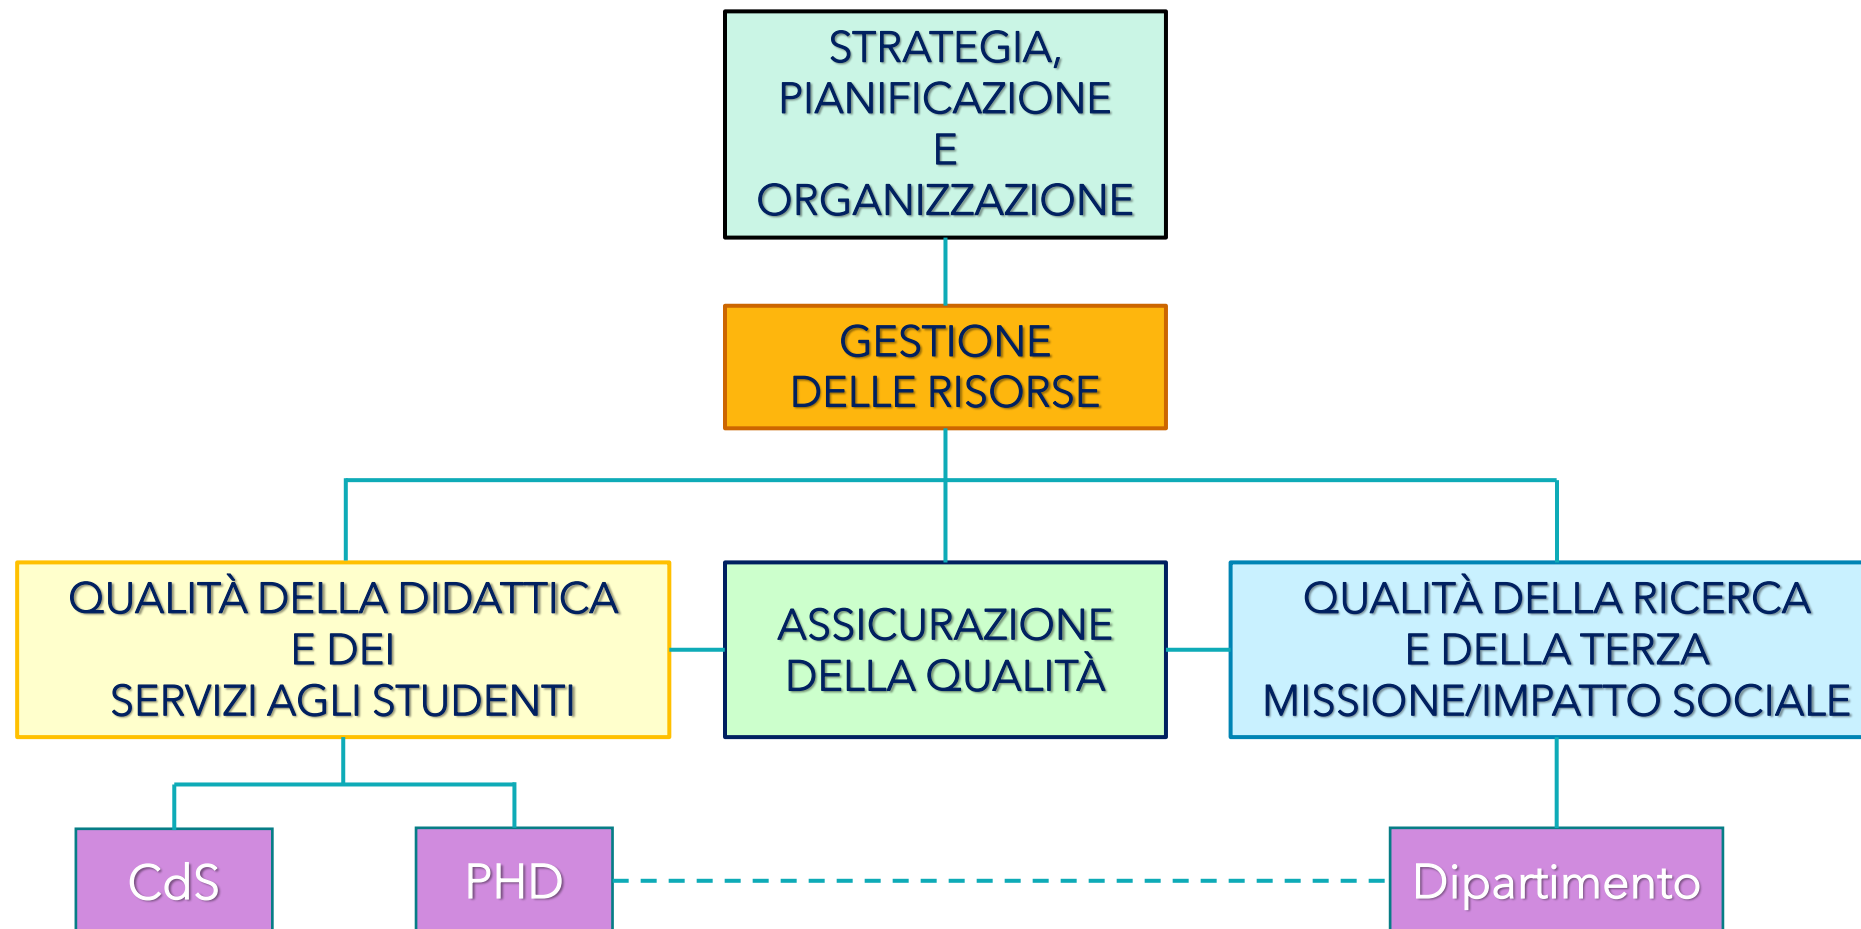 STRATEGIA,
PIANIFICAZIONE
E
ORGANIZZAZIONE
GESTIONE
DELLE RISORSE
QUALITÀ DELLA DIDATTICA
E DEI
SERVIZI AGLI STUDENTI
ASSICURAZIONE
DELLA QUALITÀ
QUALITÀ DELLA RICERCA
E DELLA TERZA
MISSIONE/IMPATTO SOCIALE
CdS
PHD
Dipartimento